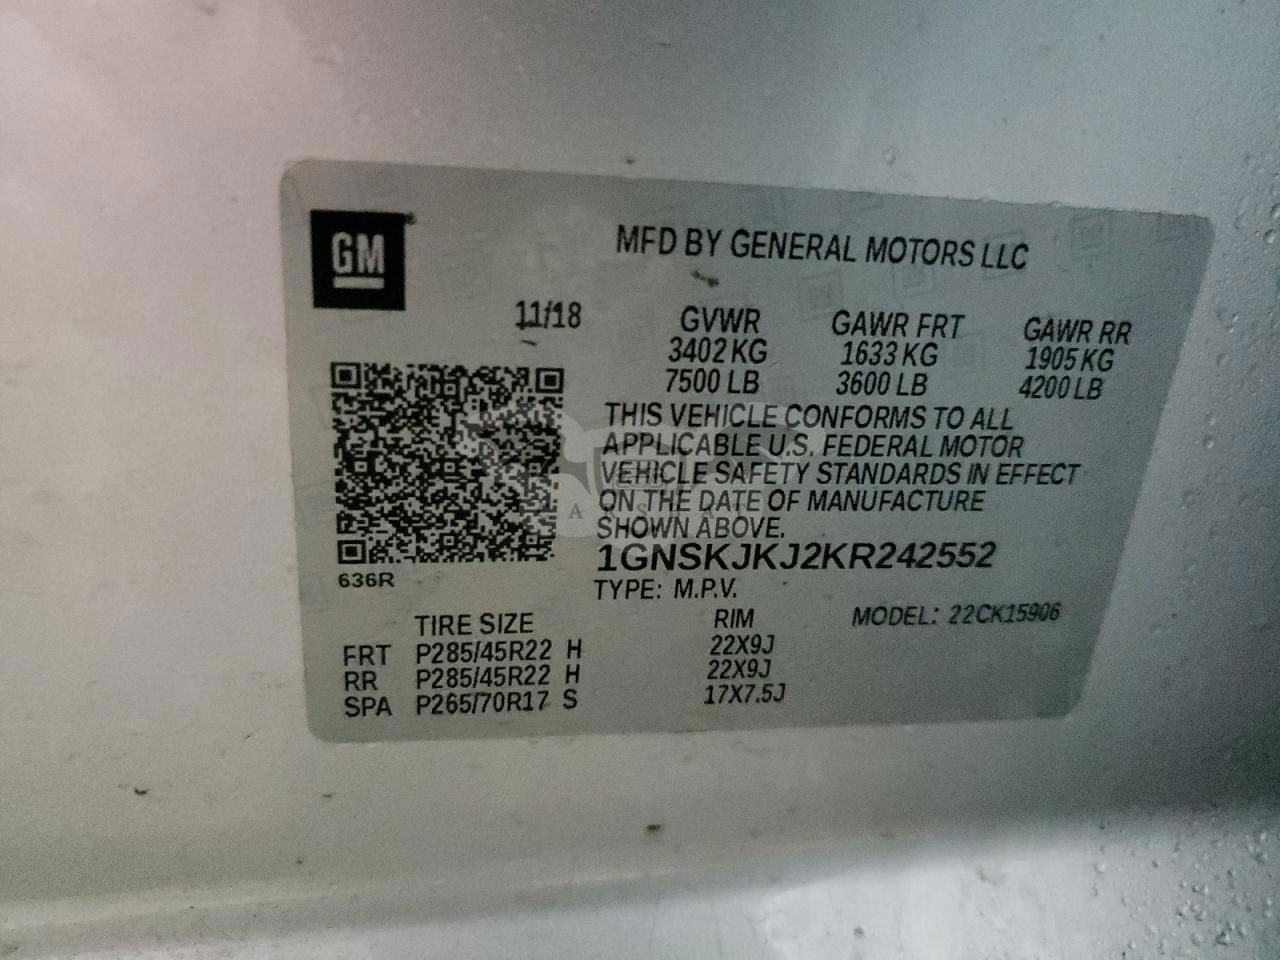 GM
MFD BY GENERAL MOTORS LLC
11/18
GVWR GAWR FRT GAWR RR
3402 KG 1633 KG 1905 KG
7500 LB 3600 LB 4200 LB
THIS VEHICLE CONFORMS TO ALL
APPLICABLE U.S. FEDERAL MOTOR
VEHICLE SAFETY STANDARDS IN EFFECT
ON THE DATE OF MANUFACTURE
SHOWN ABOVE.
1GNSKJKJ2KR242552
636R
TYPE: M.P.V.
TIRE SIZE RIM MODEL: 22CK15906
FRT P285/45R22 H 22X9J
RR P285/45R22 H 22X9J
SPA P265/70R17 S 17X7.5J